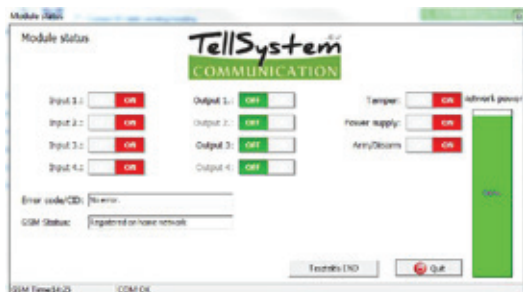 Module status
Module status
TellSystem
COMMUNICATION
Input 1.: ON Output 1.: OFF Tamper: ON Network power
Input 2.: ON Output 2.: OFF Power supply: ON
Input 3.: ON Output 3.: OFF Arm/Disarm ON
Input 4.: ON Output 4.: OFF
Error code/CID: No error.
GSM Status: Registered on home network
Quit
COM OK